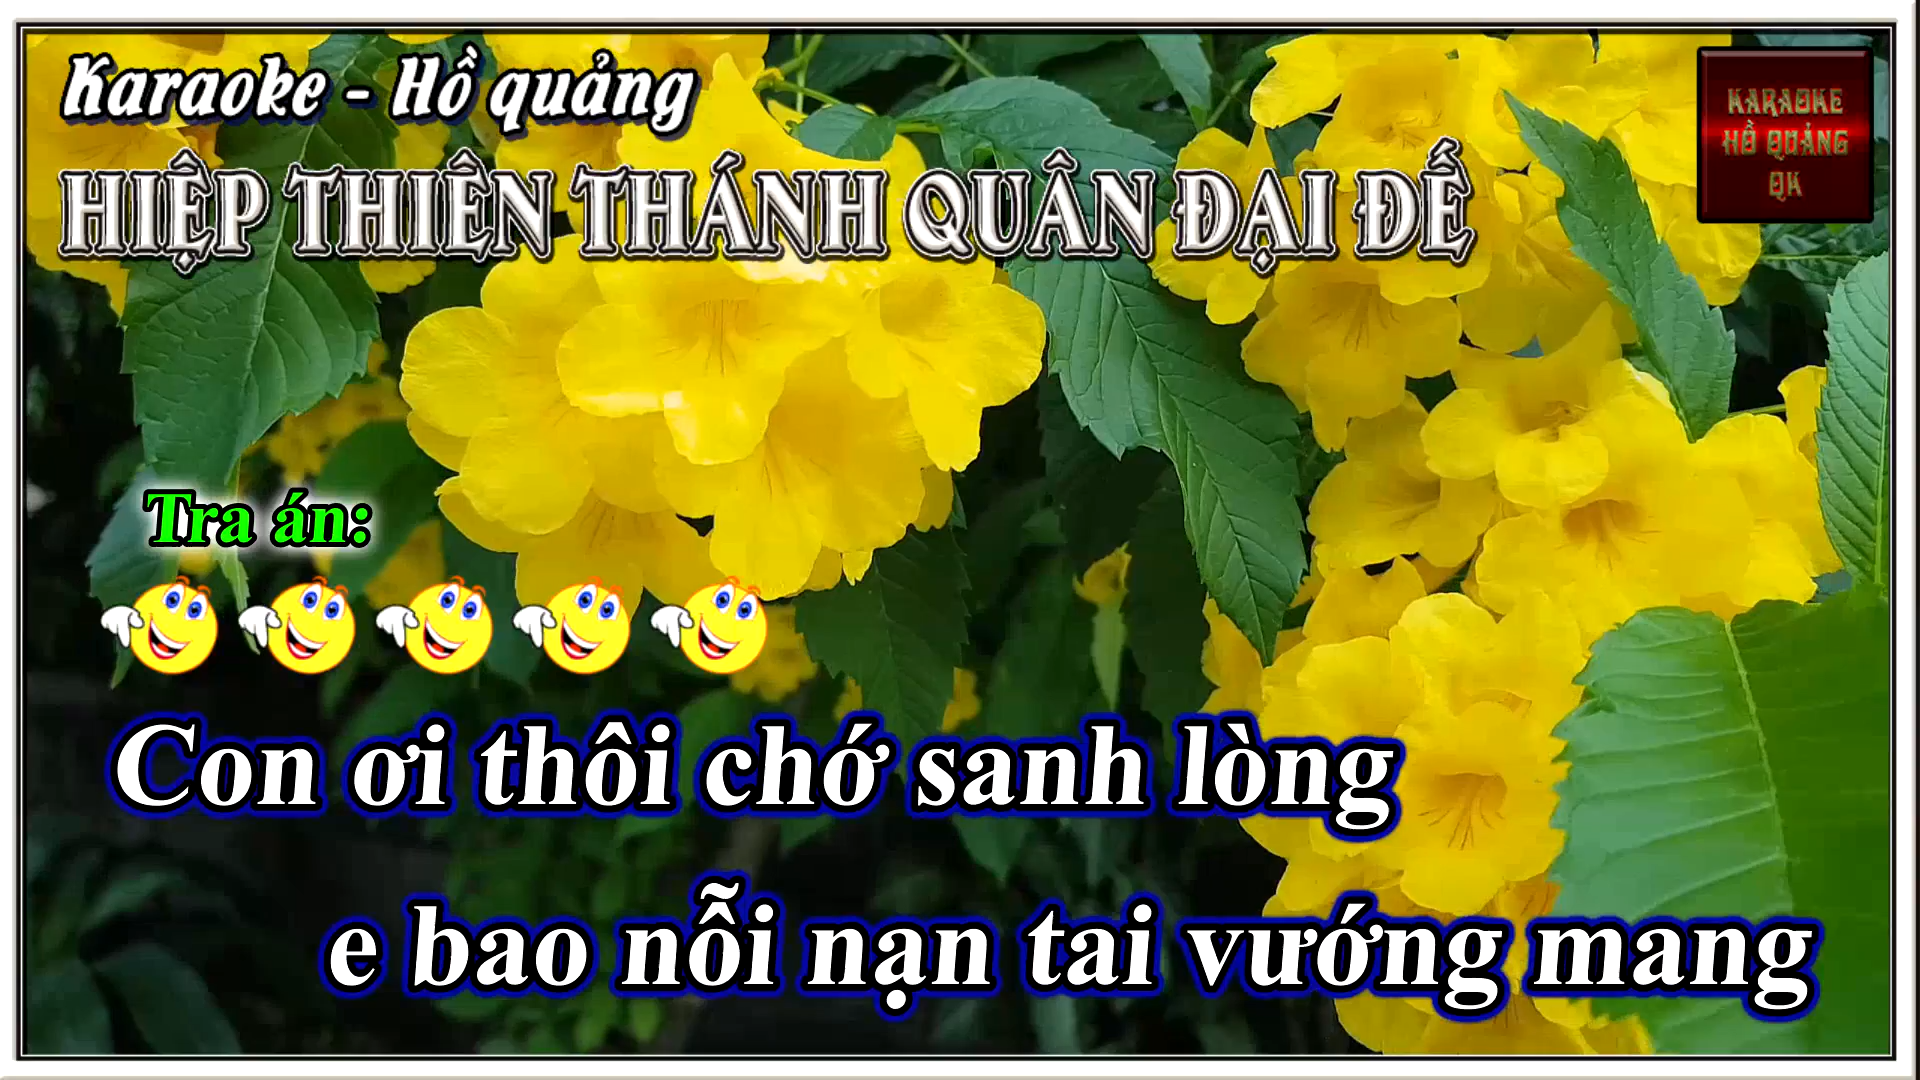 Karaoke - Hồ quảng
HIỆP THIÊN THÁNH QUÂN ĐẠI ĐẾ
KARAOKE
HỒ QUẢNG
QK
Tra án:
Con ơi thôi chớ sanh lòng
e bao nỗi nạn tai vướng mang